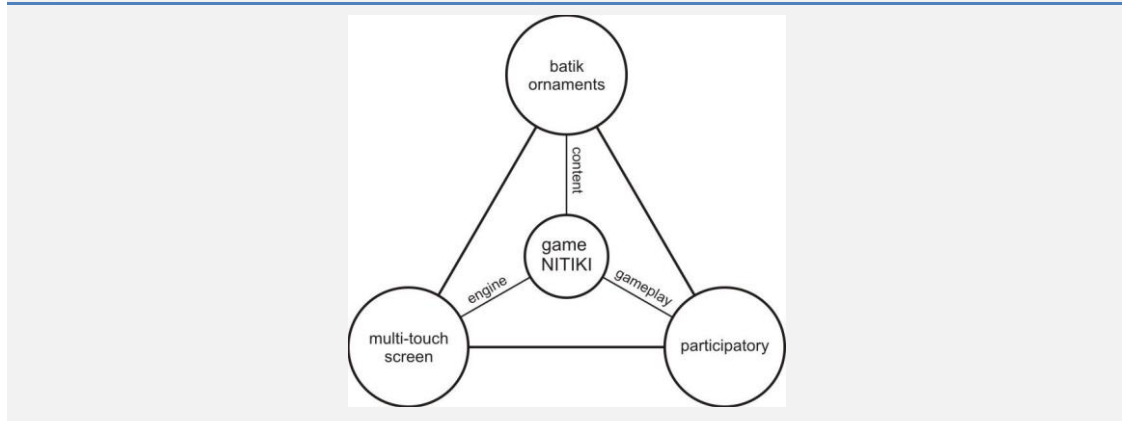 batik
ornaments
content
game
NITIKI
engine
gameplay
multi-touch
screen
participatory